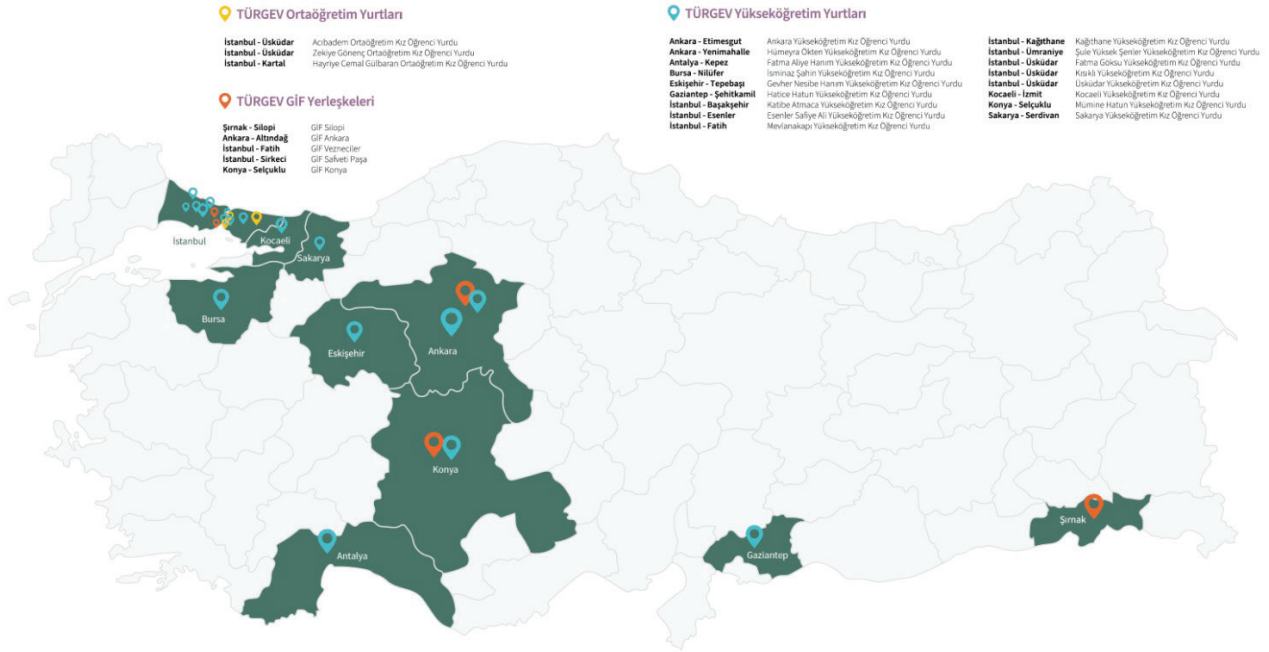 TÜRGEV Ortaöğretim Yurtları
İstanbul - Üsküdar Acıbadem Ortaöğretim Kız Öğrenci Yurdu
İstanbul - Üsküdar Zekiye Gönenç Ortaöğretim Kız Öğrenci Yurdu
İstanbul - Kartal Hayriye Cemal Gülbaran Ortaöğretim Kız Öğrenci Yurdu
TÜRGEV GİF Yerleşkeleri
Şırnak - Silopi GİF Silopi
Ankara - Altındağ GİF Ankara
İstanbul - Fatih GİF Vezneciler
İstanbul - Sirkeci GİF Safveti Paşa
Konya - Selçuklu GİF Konya
TÜRGEV Yükseköğretim Yurtları
Ankara - Etimesgut Ankara Yükseköğretim Kız Öğrenci Yurdu
Ankara - Yenimahalle Hümeyra Ökten Yükseköğretim Kız Öğrenci Yurdu
Antalya - Kepez Fatma Aliye Hanım Yükseköğretim Kız Öğrenci Yurdu
Bursa - Nilüfer İsminaz Şahin Yükseköğretim Kız Öğrenci Yurdu
Eskişehir - Tepebaşı Gevher Nesibe Hanım Yükseköğretim Kız Öğrenci Yurdu
Gaziantep - Şehitkamil Hatice Hatun Yükseköğretim Kız Öğrenci Yurdu
İstanbul - Başakşehir Katibe Atmaca Yükseköğretim Kız Öğrenci Yurdu
İstanbul - Esenler Esenler Safiye Ali Yükseköğretim Kız Öğrenci Yurdu
İstanbul - Fatih Mevlanakapı Yükseköğretim Kız Öğrenci Yurdu
İstanbul - Kağıthane Kağıthane Yükseköğretim Kız Öğrenci Yurdu
İstanbul - Ümraniye Şule Yüksek Şenler Yükseköğretim Kız Öğrenci Yurdu
İstanbul - Üsküdar Fatma Göksu Yükseköğretim Kız Öğrenci Yurdu
İstanbul - Üsküdar Kısıklı Yükseköğretim Kız Öğrenci Yurdu
İstanbul - Üsküdar Üsküdar Yükseköğretim Kız Öğrenci Yurdu
Kocaeli - İzmit Kocaeli Yükseköğretim Kız Öğrenci Yurdu
Konya - Selçuklu Mümine Hatun Yükseköğretim Kız Öğrenci Yurdu
Sakarya - Serdivan Sakarya Yükseköğretim Kız Öğrenci Yurdu
İstanbul
Kocaeli
Sakarya
Bursa
Eskişehir
Ankara
Konya
Antalya
Gaziantep
Şırnak